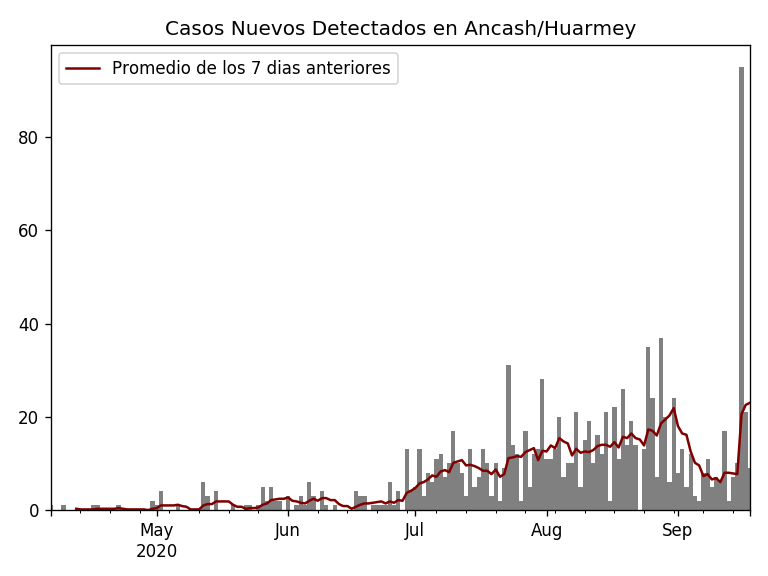 Casos Nuevos Detectados en Ancash/Huarmey
Promedio de los 7 dias anteriores
80
60
40
20
0
May Jun Jul Aug Sep
2020